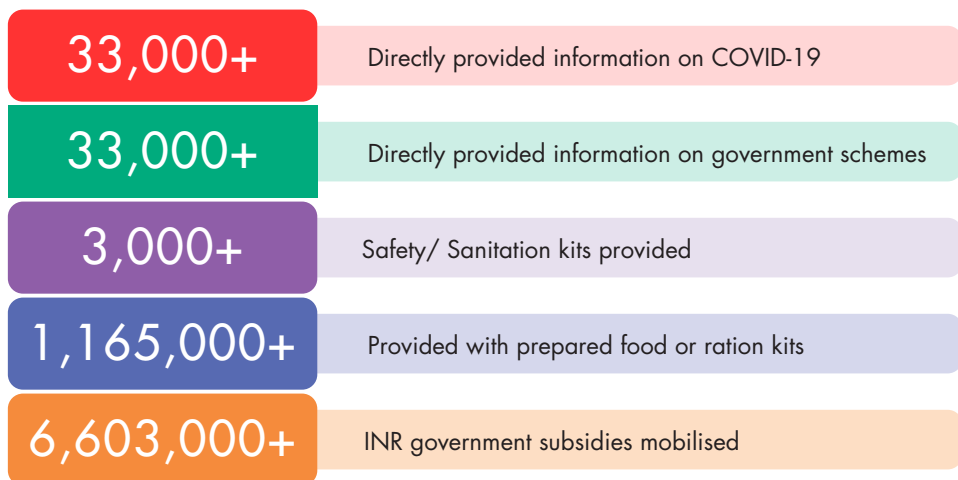 33,000+ Directly provided information on COVID-19
33,000+ Directly provided information on government schemes
3,000+ Safety/ Sanitation kits provided
1,165,000+ Provided with prepared food or ration kits
6,603,000+ INR government subsidies mobilised